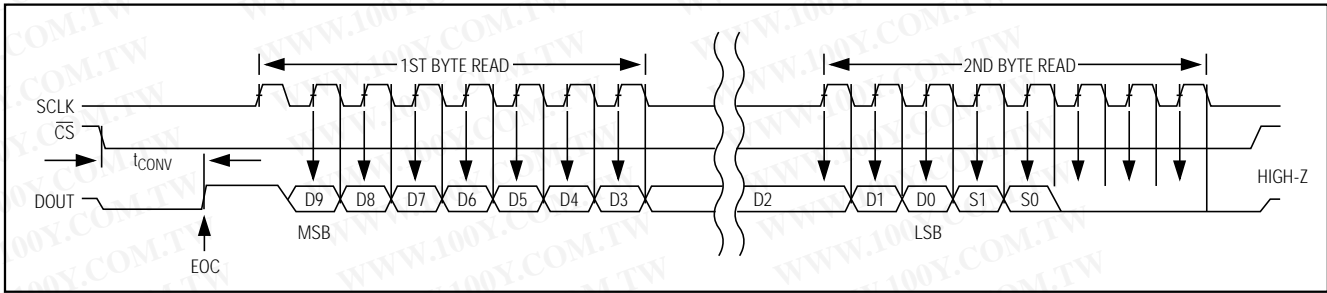 1ST BYTE READ
2ND BYTE READ
SCLK
CS
tCONV
HIGH-Z
DOUT
D9 D8 D7 D6 D5 D4 D3 D2 D1 D0 S1 S0
MSB
LSB
EOC
WWW.100Y.COM.TW